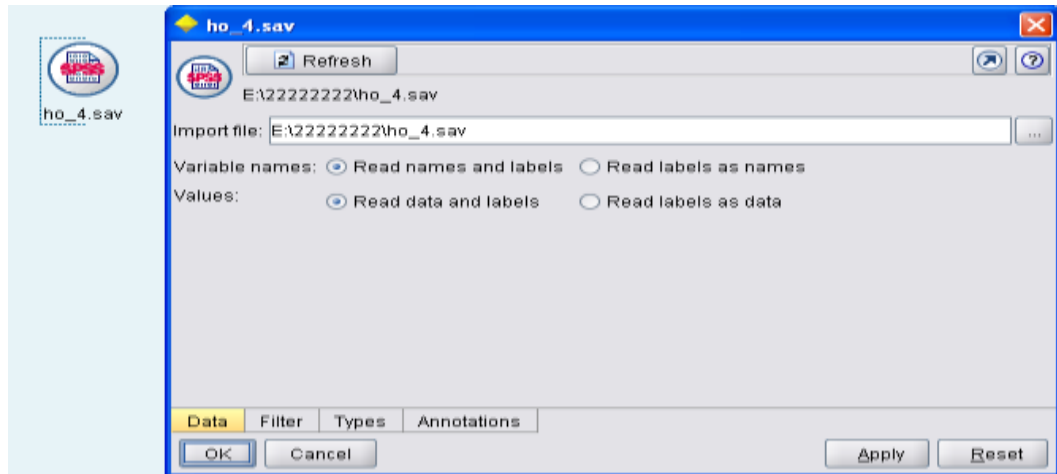 SPSS
ho_4.sav
ho_4.sav
SPSS
Refresh
E:\22222222\ho_4.sav
Import file: E:\22222222\ho_4.sav ...
Variable names: Read names and labels Read labels as names
Values: Read data and labels Read labels as data
Data Filter Types Annotations
OK Cancel Apply Reset